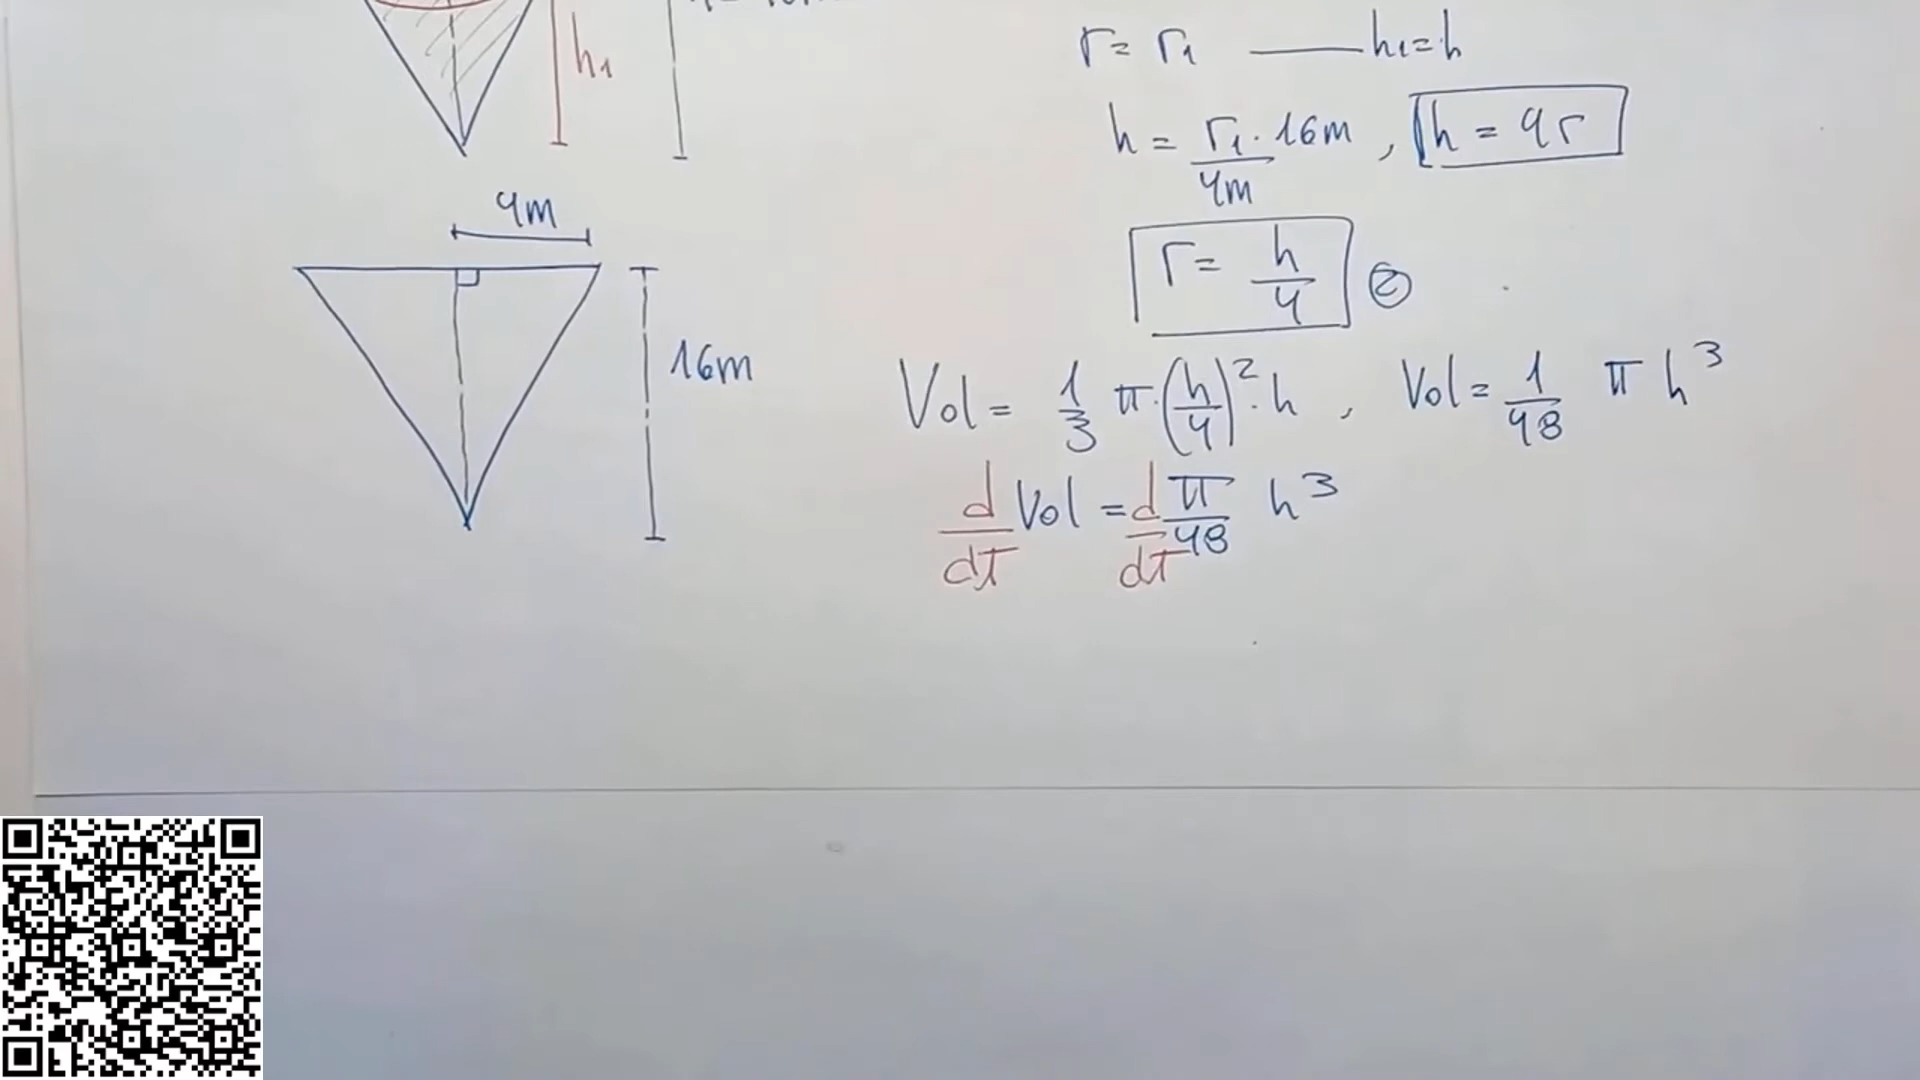 h₁
r = r₁ —— h₁ = h
h = r₁ · 16m / 4m , h = 4r
4m
r = h/4 ②
16m
Vol = 1/3 π · (h/4)² · h , Vol = 1/48 π h³
d/dT Vol = d/dT π/48 h³